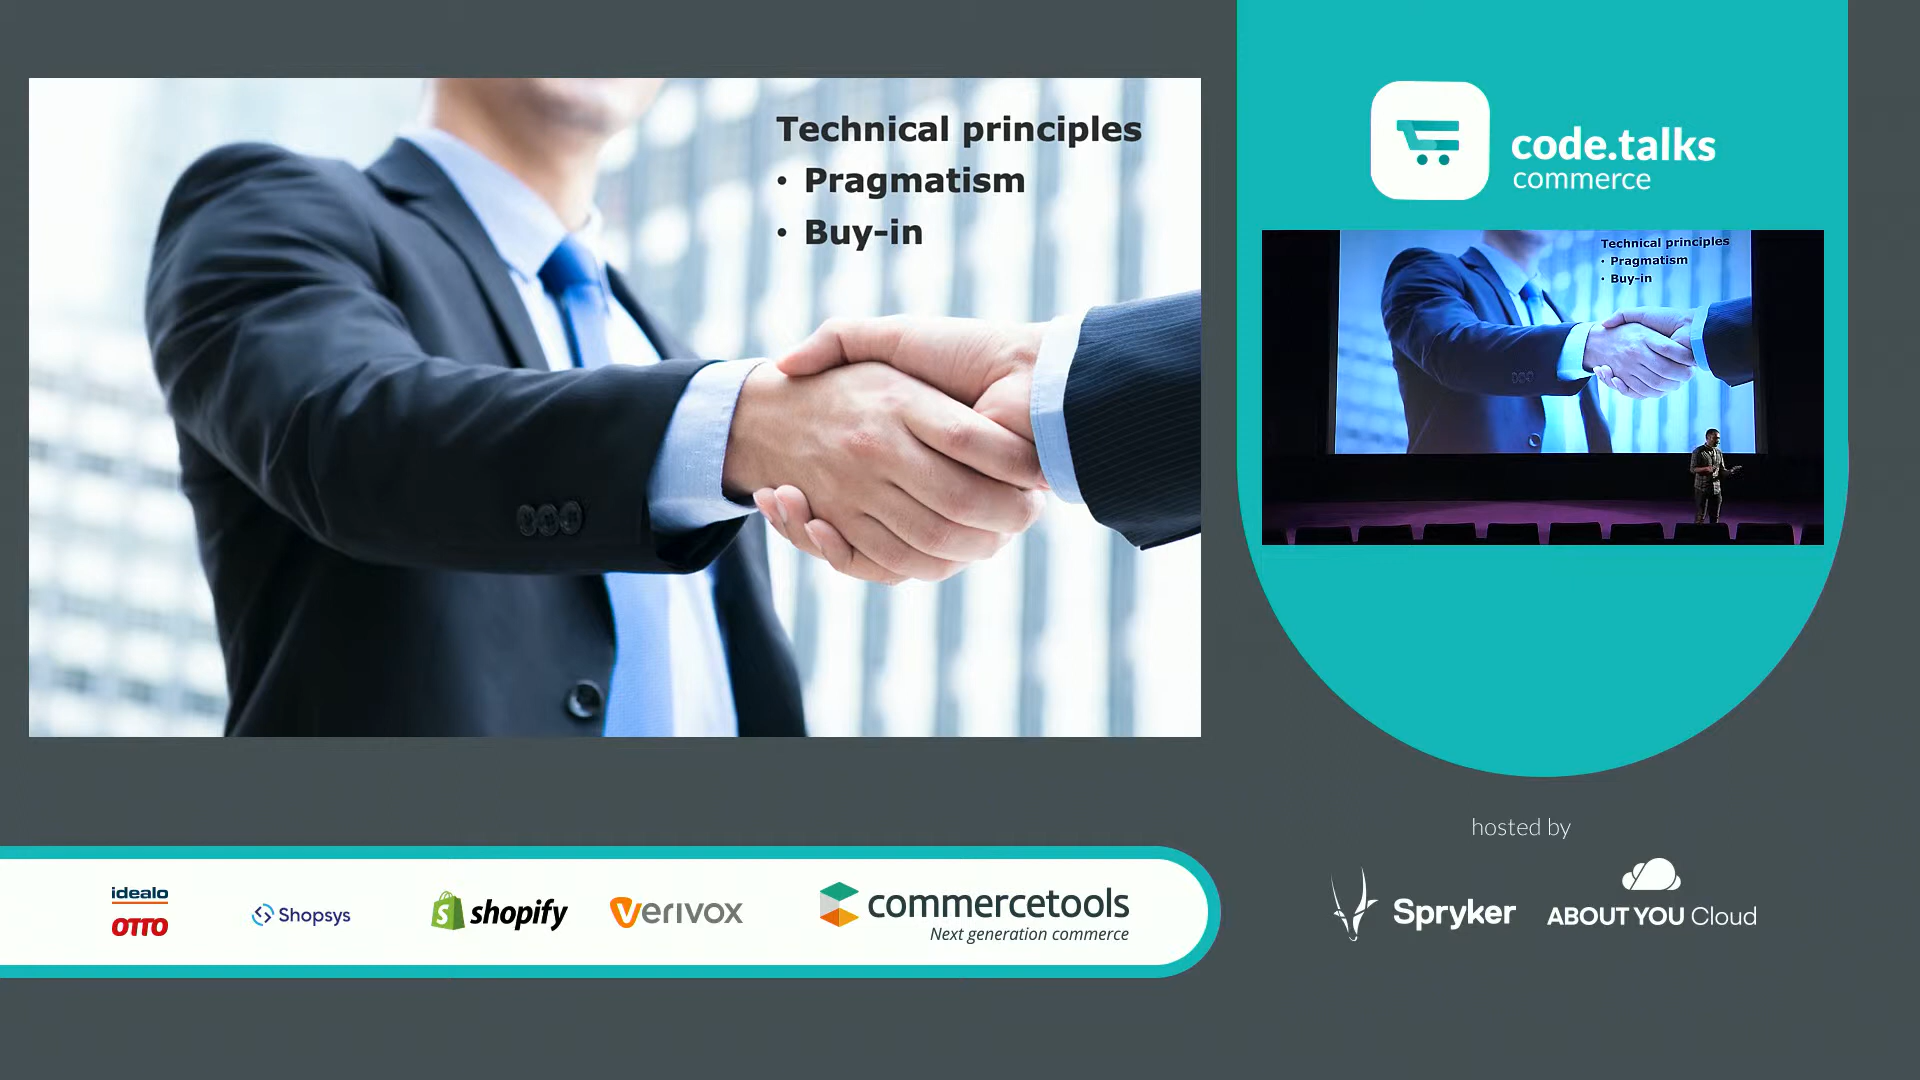 Technical principles
• Pragmatism
• Buy-in
code.talks
commerce
Technical principles
• Pragmatism
• Buy-in
hosted by
Spryker
ABOUT YOU Cloud
idealo
OTTO
Shopsys
shopify
verivox
commercetools
Next generation commerce